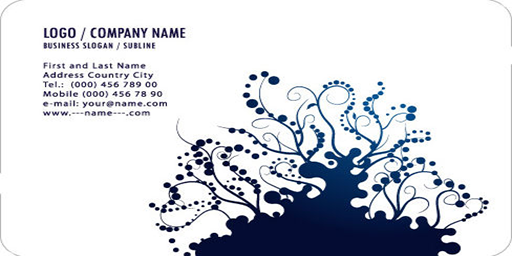 LOGO / COMPANY NAME
BUSINESS SLOGAN / SUBLINE
First and Last Name
Address Country City
Tel.: (000) 456 789 00
Mobile (000) 456 78 90
e-mail: your@name.com
www.---name---.com